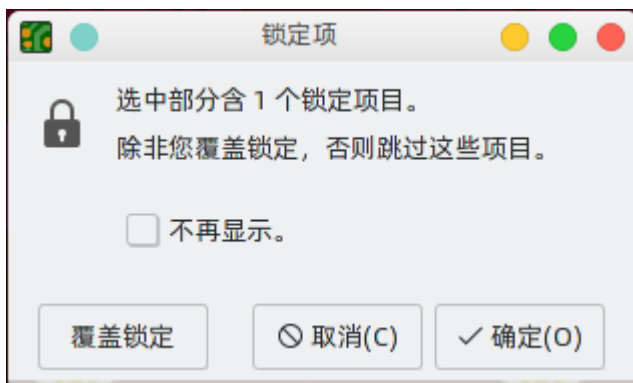 锁定项
选中部分含 1 个锁定项目。
除非您覆盖锁定，否则跳过这些项目。
不再显示。
覆盖锁定
取消(C)
确定(O)